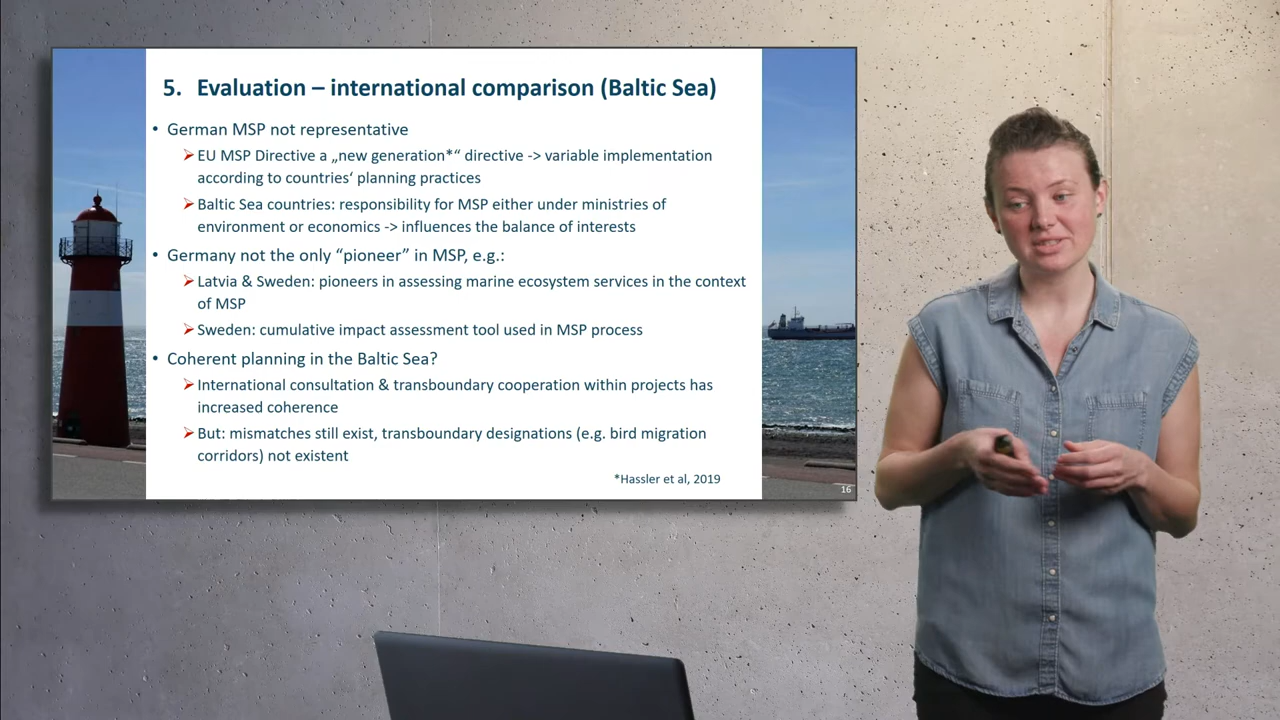 5. Evaluation – international comparison (Baltic Sea)
• German MSP not representative
➢EU MSP Directive a „new generation*“ directive -> variable implementation
according to countries‘ planning practices
➢Baltic Sea countries: responsibility for MSP either under ministries of
environment or economics -> influences the balance of interests
• Germany not the only “pioneer” in MSP, e.g.:
➢Latvia & Sweden: pioneers in assessing marine ecosystem services in the context
of MSP
➢Sweden: cumulative impact assessment tool used in MSP process
• Coherent planning in the Baltic Sea?
➢International consultation & transboundary cooperation within projects has
increased coherence
➢But: mismatches still exist, transboundary designations (e.g. bird migration
corridors) not existent
*Hassler et al, 2019
16